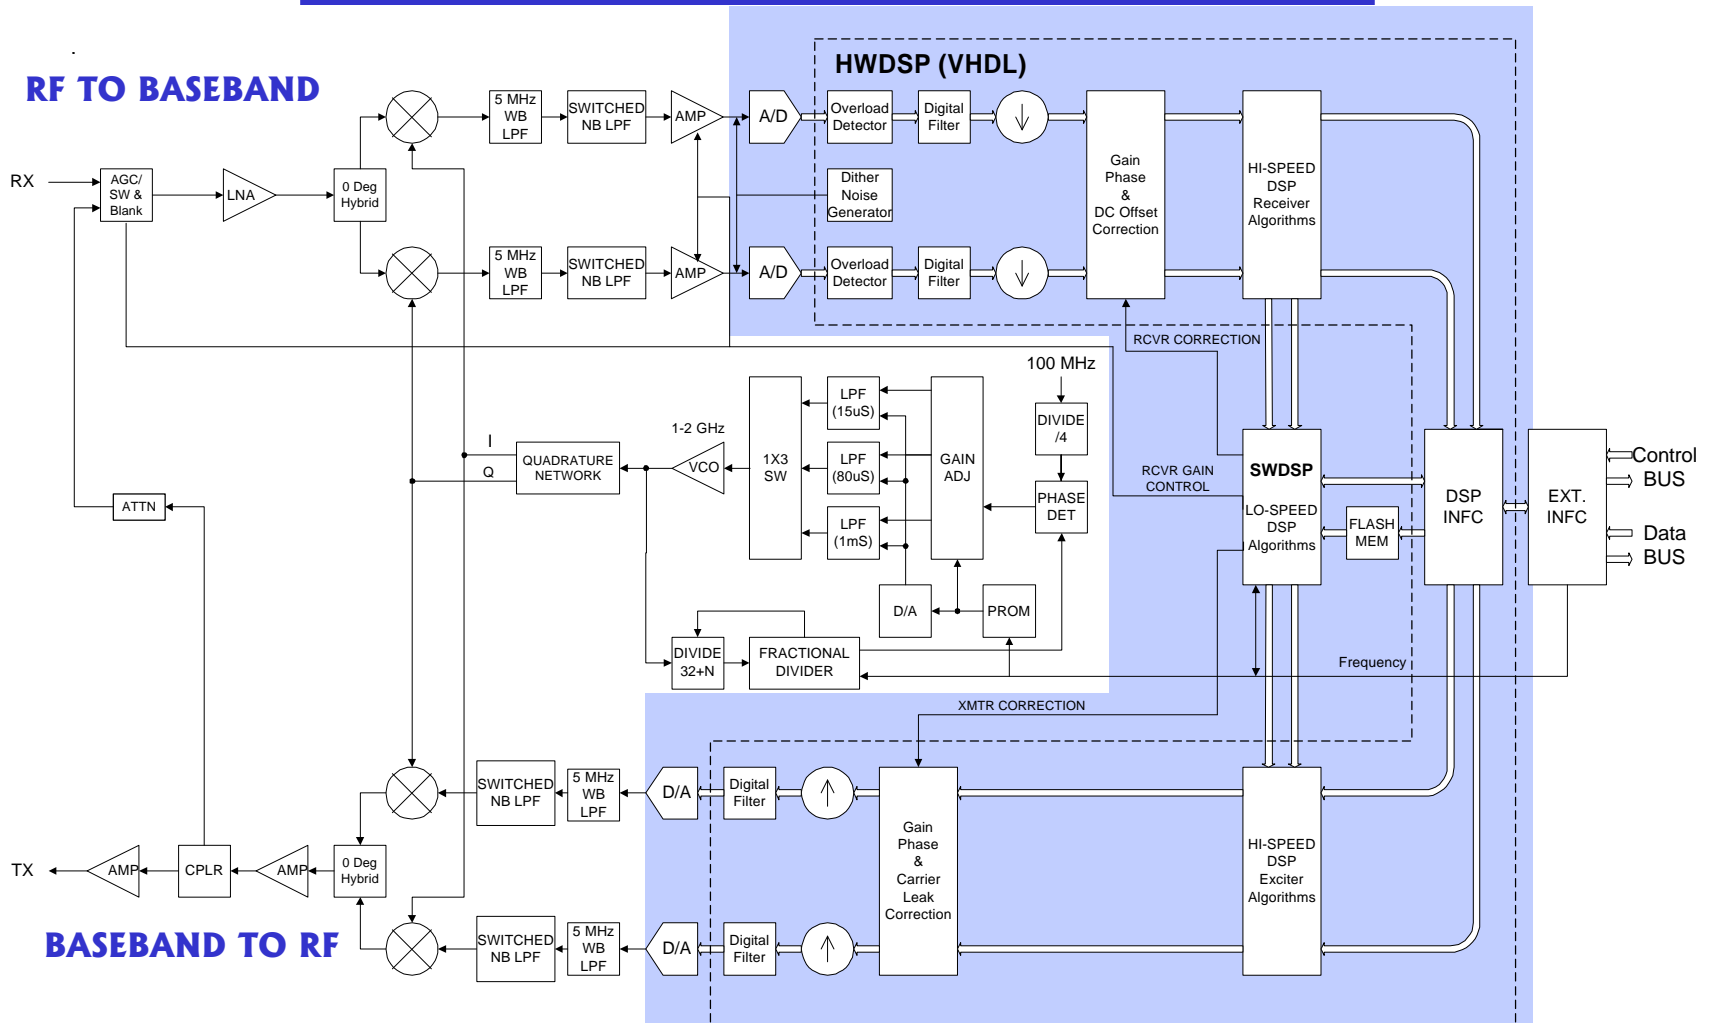 HWDSP (VHDL)
RF TO BASEBAND
RX
AGC/
SW &
Blank
LNA
0 Deg
Hybrid
5 MHz
WB
LPF
SWITCHED
NB LPF
AMP
A/D
Overload
Detector
Digital
Filter
Dither
Noise
Generator
Gain
Phase
&
DC Offset
Correction
HI-SPEED
DSP
Receiver
Algorithms
5 MHz
WB
LPF
SWITCHED
NB LPF
AMP
A/D
Overload
Detector
Digital
Filter
RCVR CORRECTION
100 MHz
DIVIDE
/4
PHASE
DET
GAIN
ADJ
LPF
(15uS)
LPF
(80uS)
LPF
(1mS)
1X3
SW
1-2 GHz
VCO
I
Q
QUADRATURE
NETWORK
ATTN
D/A
PROM
DIVIDE
32+N
FRACTIONAL
DIVIDER
RCVR GAIN
CONTROL
SWDSP
LO-SPEED
DSP
Algorithms
FLASH
MEM
DSP
INFC
EXT.
INFC
Control
BUS
Data
BUS
Frequency
XMTR CORRECTION
SWITCHED
NB LPF
5 MHz
WB
LPF
D/A
Digital
Filter
Gain
Phase
&
Carrier
Leak
Correction
HI-SPEED
DSP
Exciter
Algorithms
TX
AMP
CPLR
AMP
0 Deg
Hybrid
BASEBAND TO RF
SWITCHED
NB LPF
5 MHz
WB
LPF
D/A
Digital
Filter